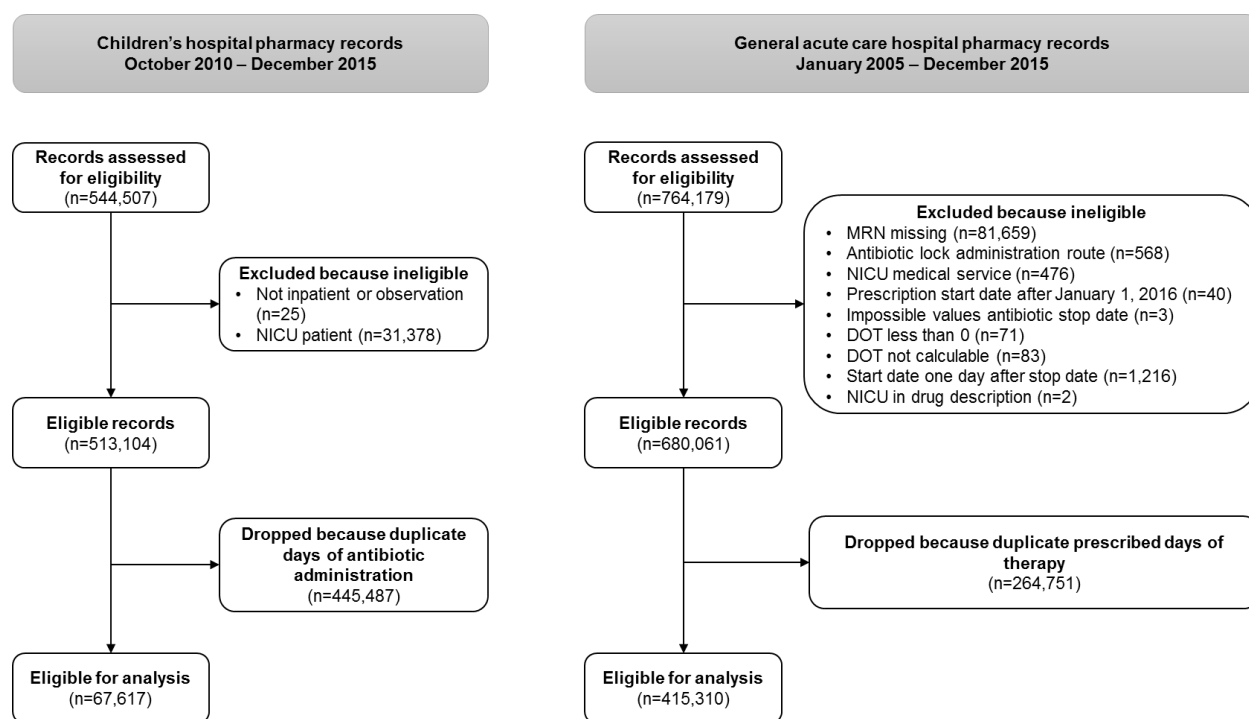 Children's hospital pharmacy records
October 2010 – December 2015
Records assessed
for eligibility
(n=544,507)
Excluded because ineligible
• Not inpatient or observation
(n=25)
• NICU patient (n=31,378)
Eligible records
(n=513,104)
Dropped because duplicate
days of antibiotic
administration
(n=445,487)
Eligible for analysis
(n=67,617)
General acute care hospital pharmacy records
January 2005 – December 2015
Records assessed
for eligibility
(n=764,179)
Excluded because ineligible
• MRN missing (n=81,659)
• Antibiotic lock administration route (n=568)
• NICU medical service (n=476)
• Prescription start date after January 1, 2016 (n=40)
• Impossible values antibiotic stop date (n=3)
• DOT less than 0 (n=71)
• DOT not calculable (n=83)
• Start date one day after stop date (n=1,216)
• NICU in drug description (n=2)
Eligible records
(n=680,061)
Dropped because duplicate prescribed days of
therapy
(n=264,751)
Eligible for analysis
(n=415,310)